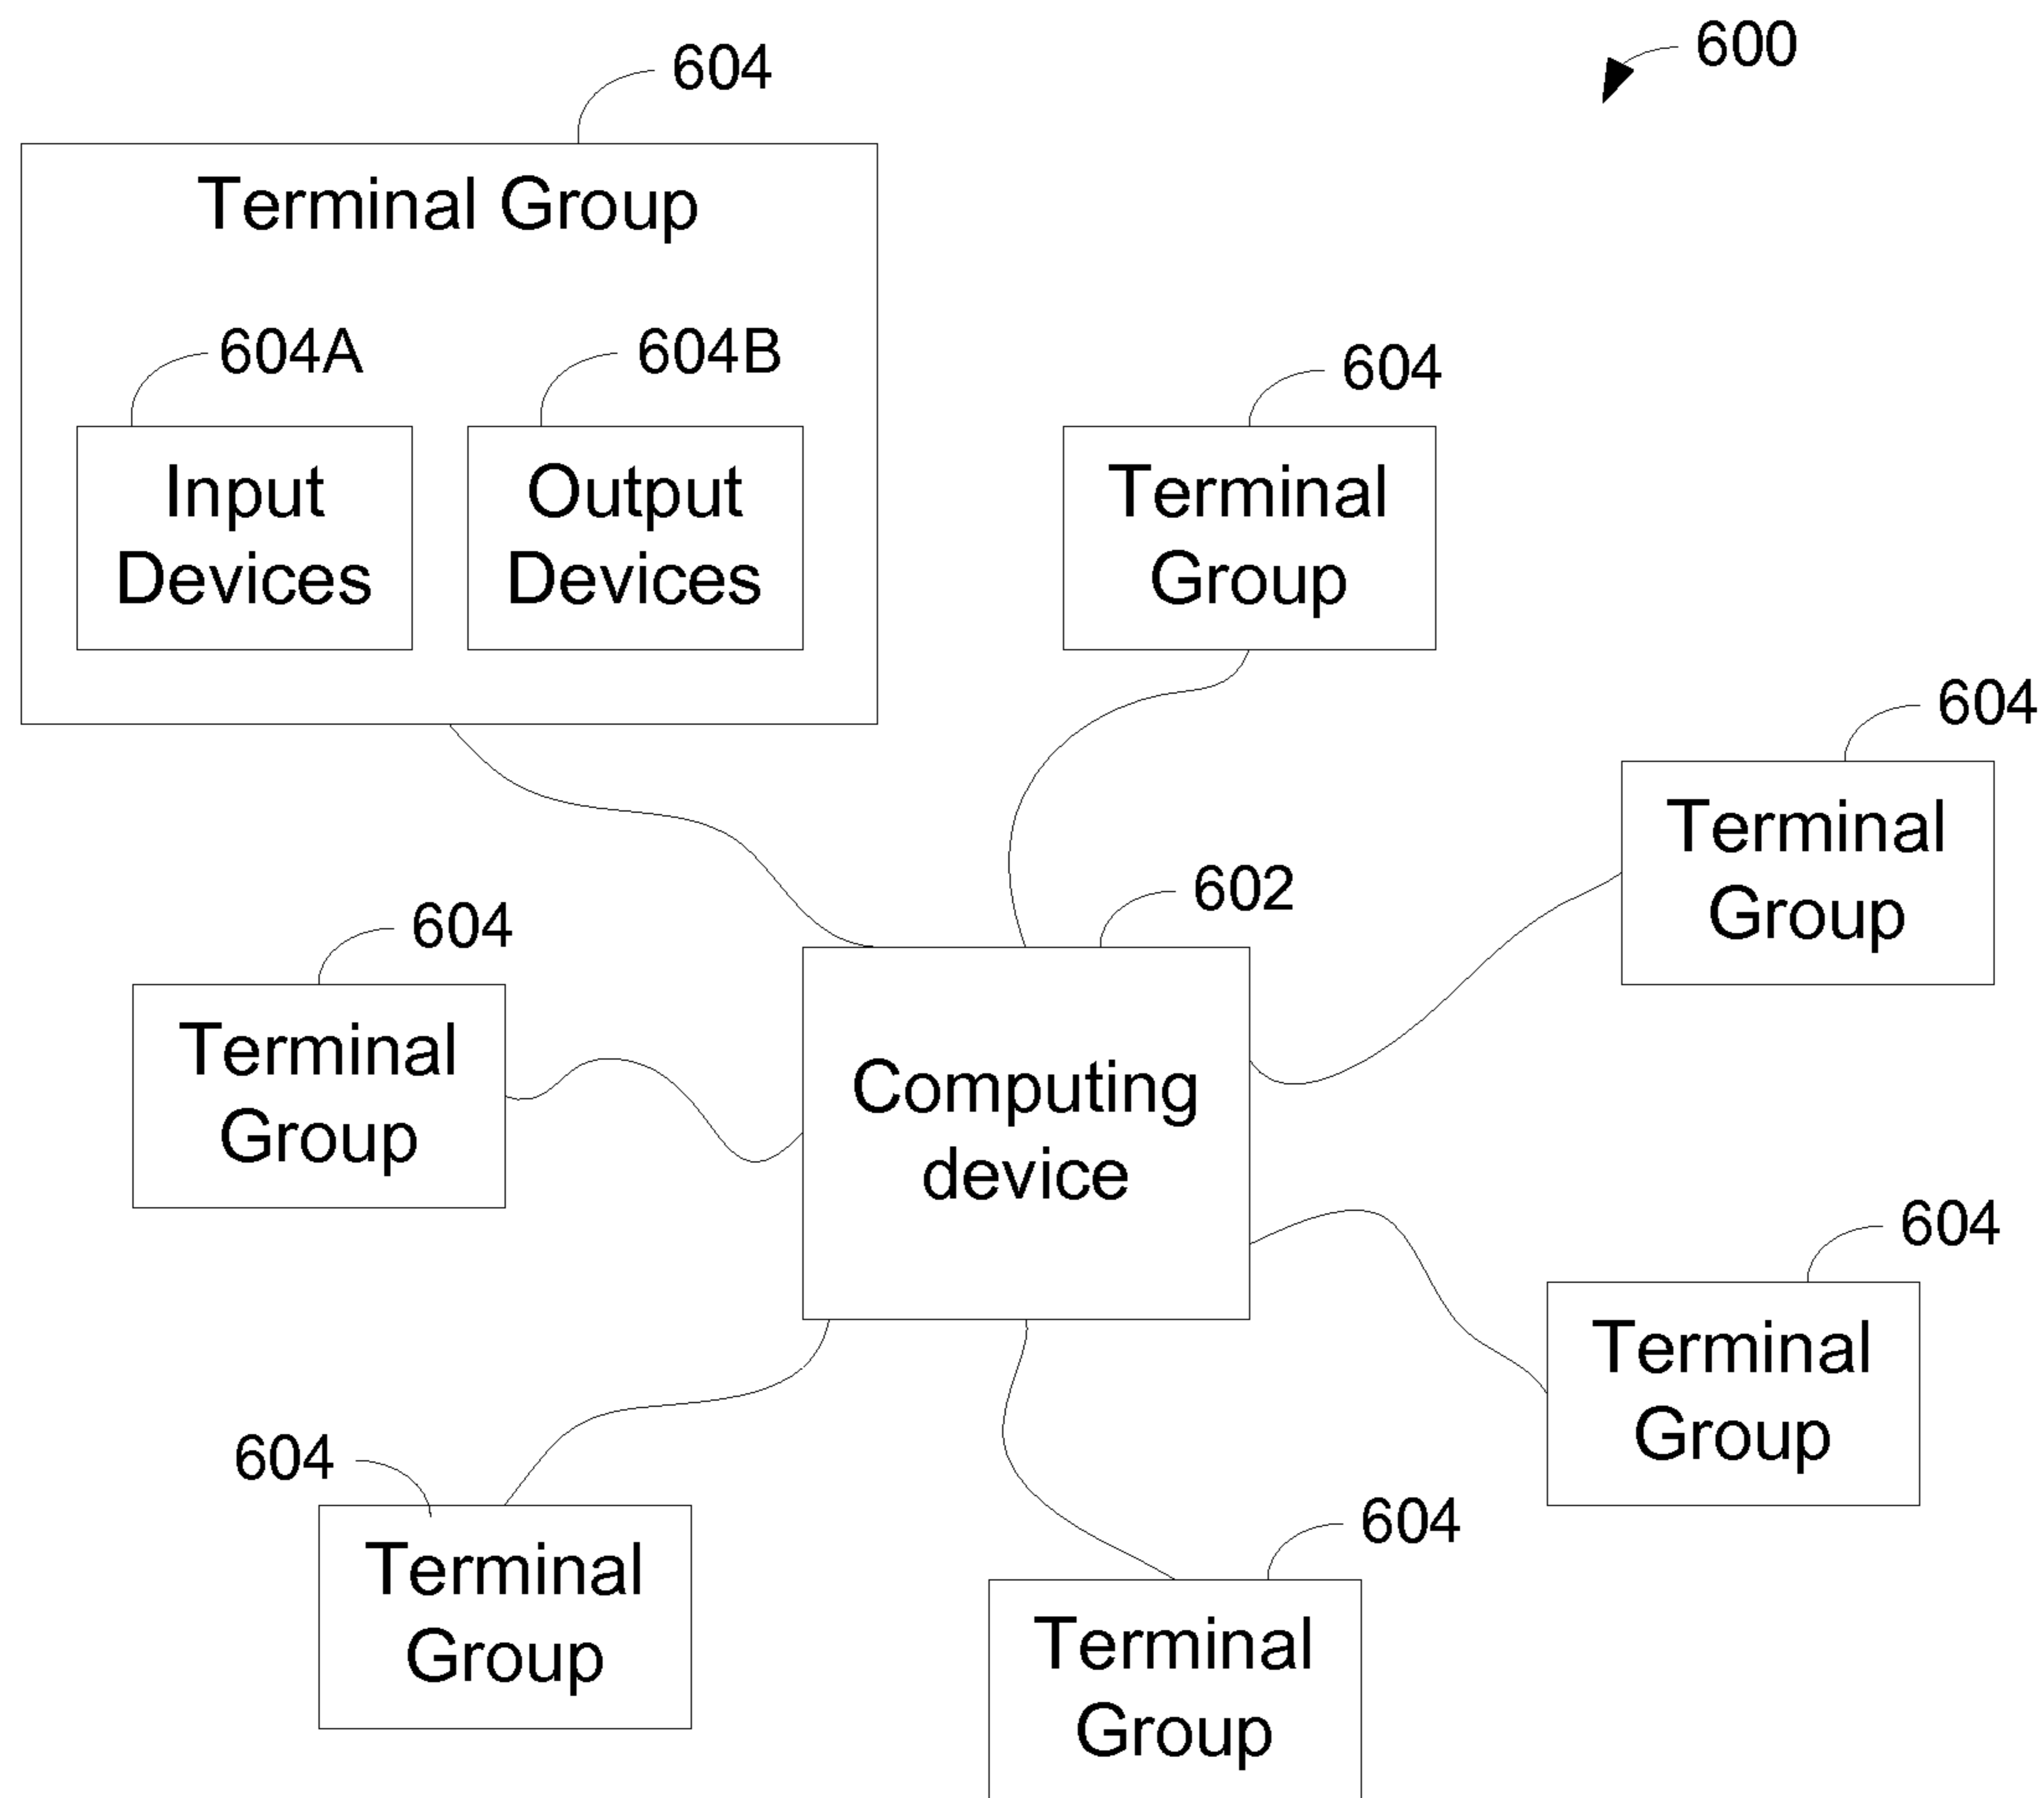 600
604
Terminal Group
604A
604B
Input
Devices
Output
Devices
604
Terminal
Group
604
Terminal
Group
602
Computing
device
604
Terminal
Group
604
Terminal
Group
604
Terminal
Group
604
Terminal
Group